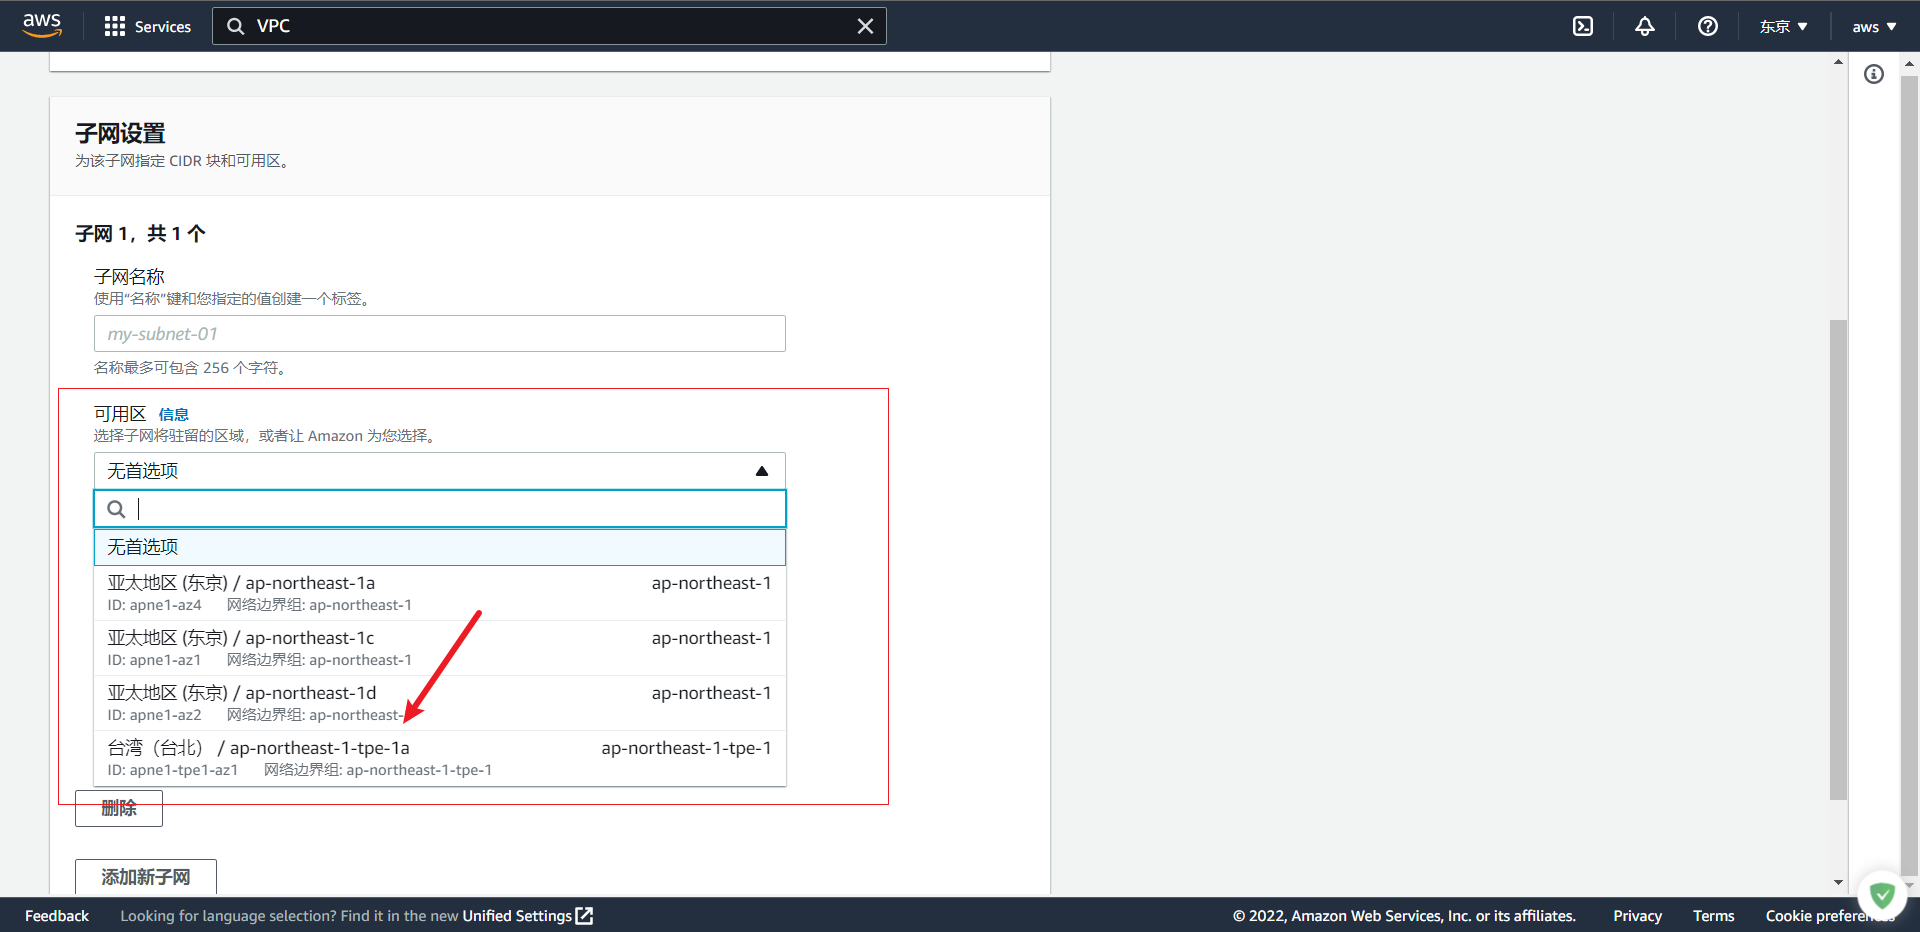 aws
Services
VPC
东京
aws
子网设置
为该子网指定 CIDR 块和可用区。
子网 1，共 1 个
子网名称
使用"名称"键和您指定的值创建一个标签。
my-subnet-01
名称最多可包含 256 个字符。
可用区 信息
选择子网将驻留的区域，或者让 Amazon 为您选择。
无首选项
无首选项
亚太地区 (东京) / ap-northeast-1a ap-northeast-1
ID: apne1-az4 网络边界组: ap-northeast-1
亚太地区 (东京) / ap-northeast-1c ap-northeast-1
ID: apne1-az1 网络边界组: ap-northeast-1
亚太地区 (东京) / ap-northeast-1d ap-northeast-1
ID: apne1-az2 网络边界组: ap-northeast-
台湾（台北） / ap-northeast-1-tpe-1a ap-northeast-1-tpe-1
ID: apne1-tpe1-az1 网络边界组: ap-northeast-1-tpe-1
删除
添加新子网
Feedback Looking for language selection? Find it in the new Unified Settings © 2022, Amazon Web Services, Inc. or its affiliates. Privacy Terms Cookie